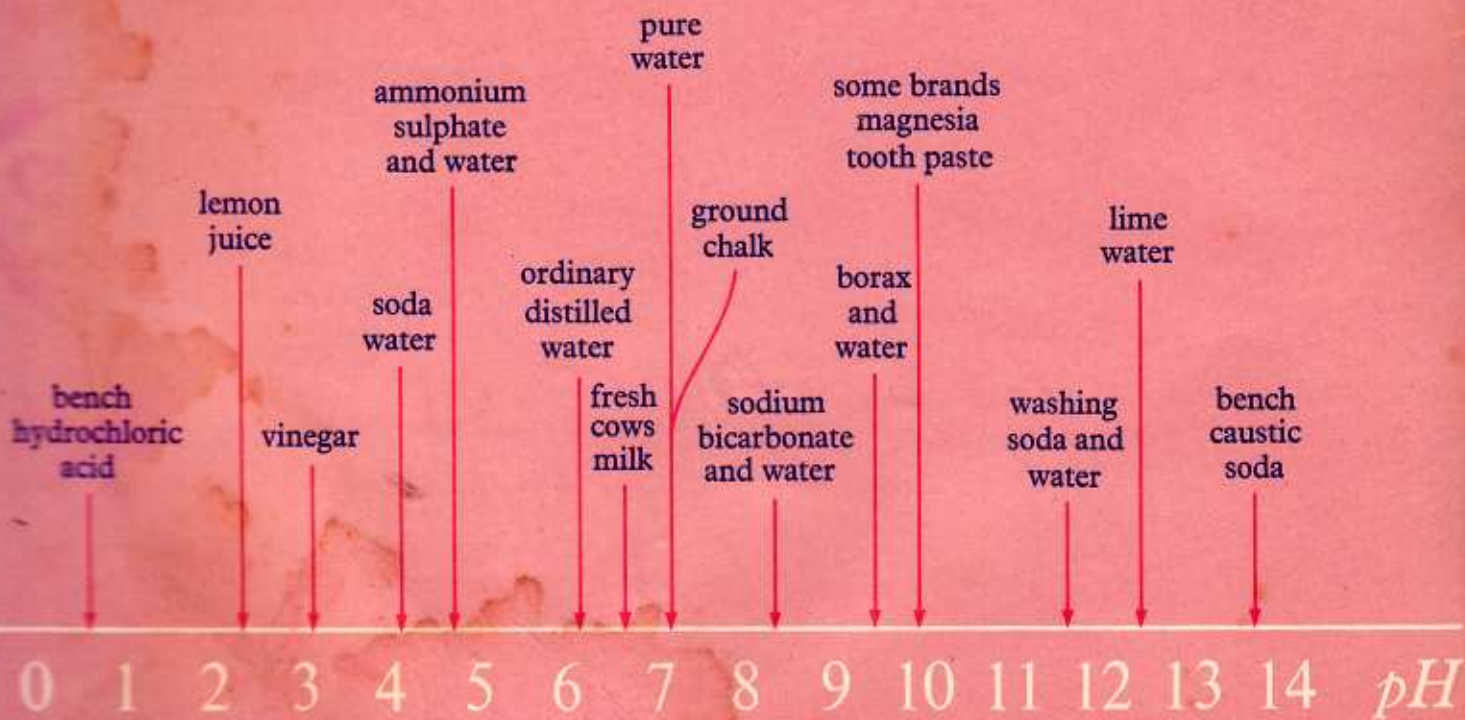 pure
water
ammonium
sulphate
and water
some brands
magnesia
tooth paste
lemon
juice
ground
chalk
lime
water
ordinary
distilled
water
soda
water
borax
and
water
bench
hydrochloric
acid
vinegar
fresh
cows
milk
sodium
bicarbonate
and water
washing
soda and
water
bench
caustic
soda
0 1 2 3 4 5 6 7 8 9 10 11 12 13 14 pH